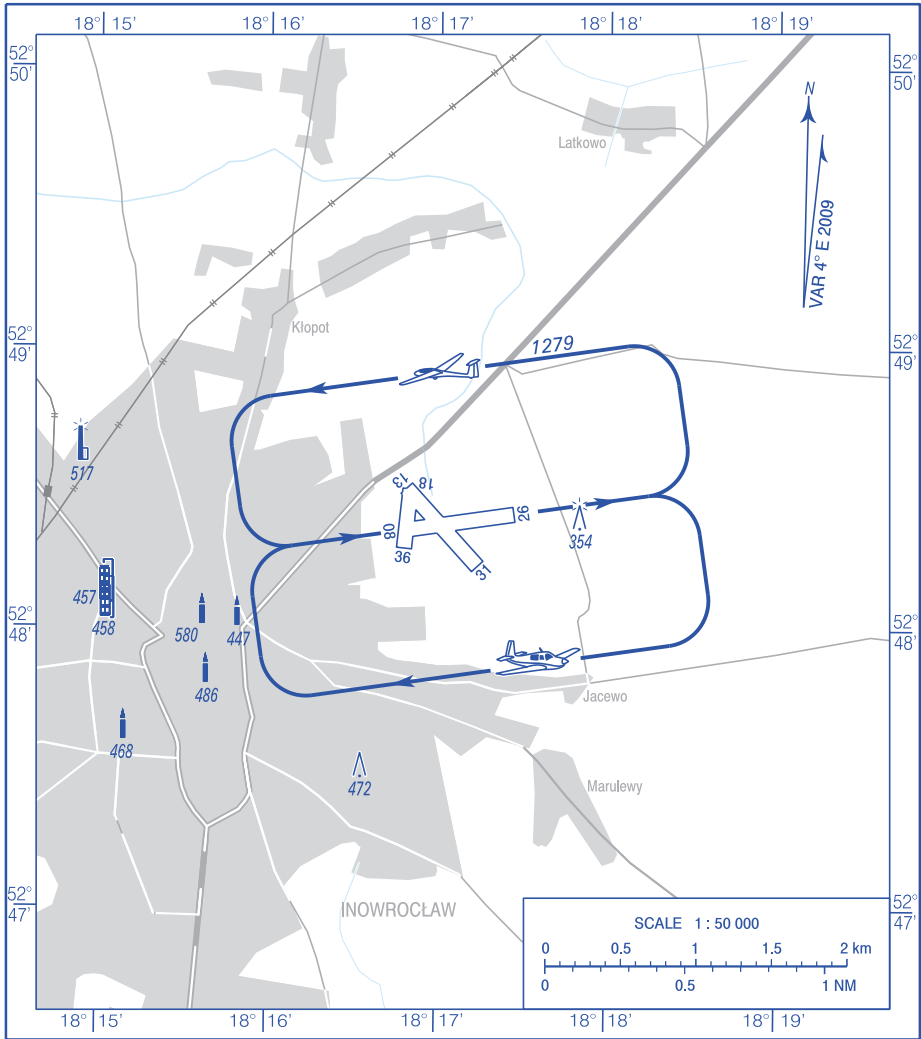 18° 15' 18° 16' 18° 17' 18° 18' 18° 19'
52° 50'
52° 50'
N
Latkowo
VAR 4° E 2009
Kłopot
52° 49'
1279
52° 49'
517
13
18
08
26
36
31
354
457
458
580
447
52° 48'
52° 48'
486
Jacewo
468
472
Marulewy
52° 47'
52° 47'
INOWROCŁAW
SCALE 1 : 50 000
0 0.5 1 1.5 2 km
0 0.5 1 NM
18° 15' 18° 16' 18° 17' 18° 18' 18° 19'